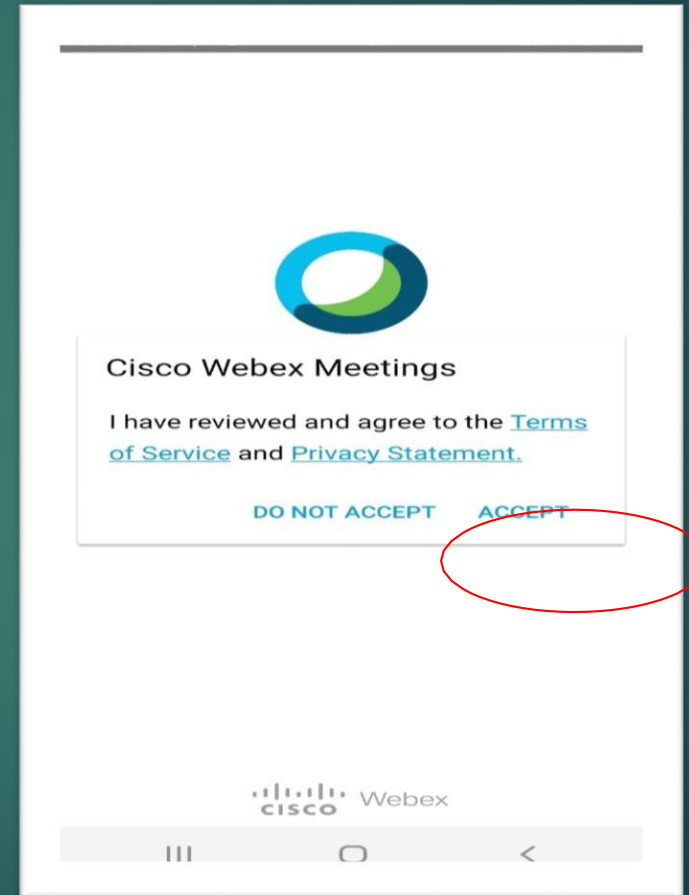 Cisco Webex Meetings
I have reviewed and agree to the Terms
of Service and Privacy Statement.
DO NOT ACCEPT ACCEPT
CISCO Webex